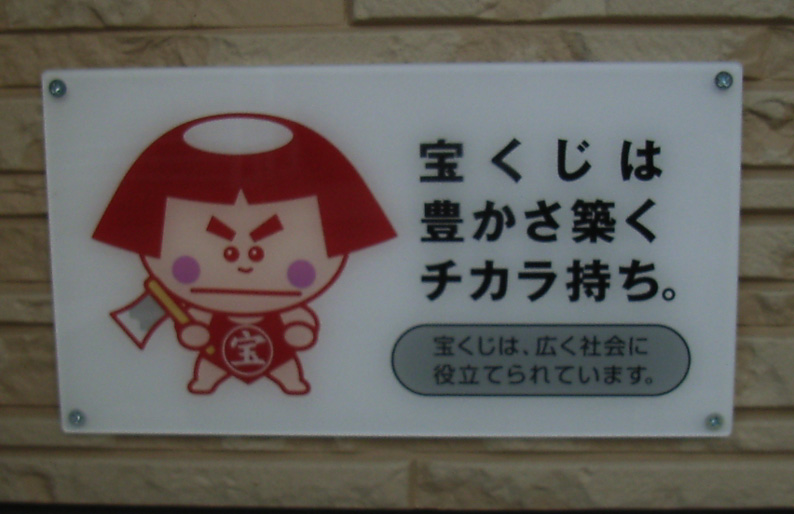 宝くじは
豊かさ築く
チカラ持ち。
宝くじは、広く社会に
役立てられています。
宝